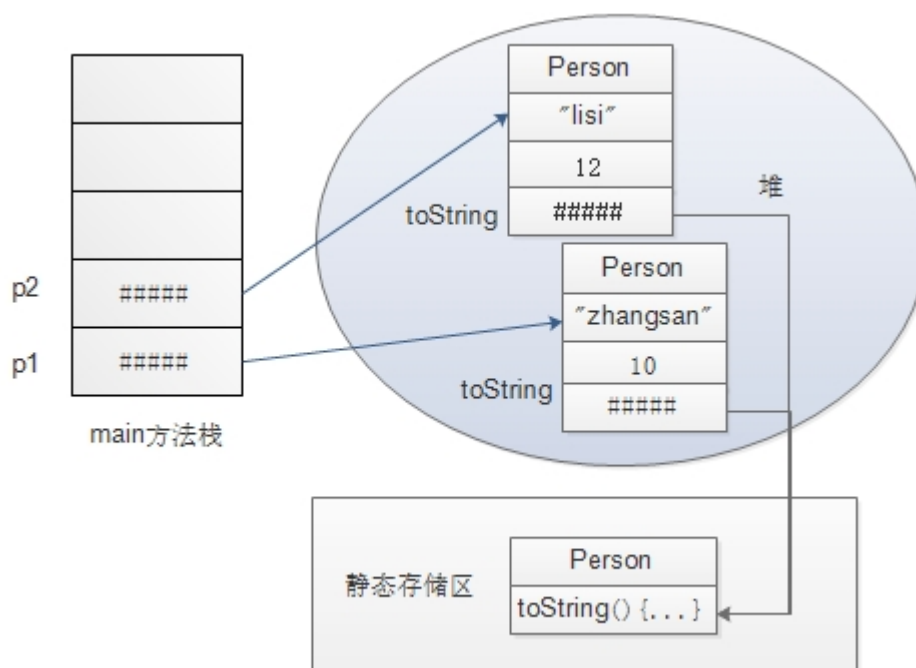 Person
"lisi"
12
toString #####
堆
Person
"zhangsan"
10
toString #####
p2 #####
p1 #####
main方法栈
静态存储区
Person
toString() {...}